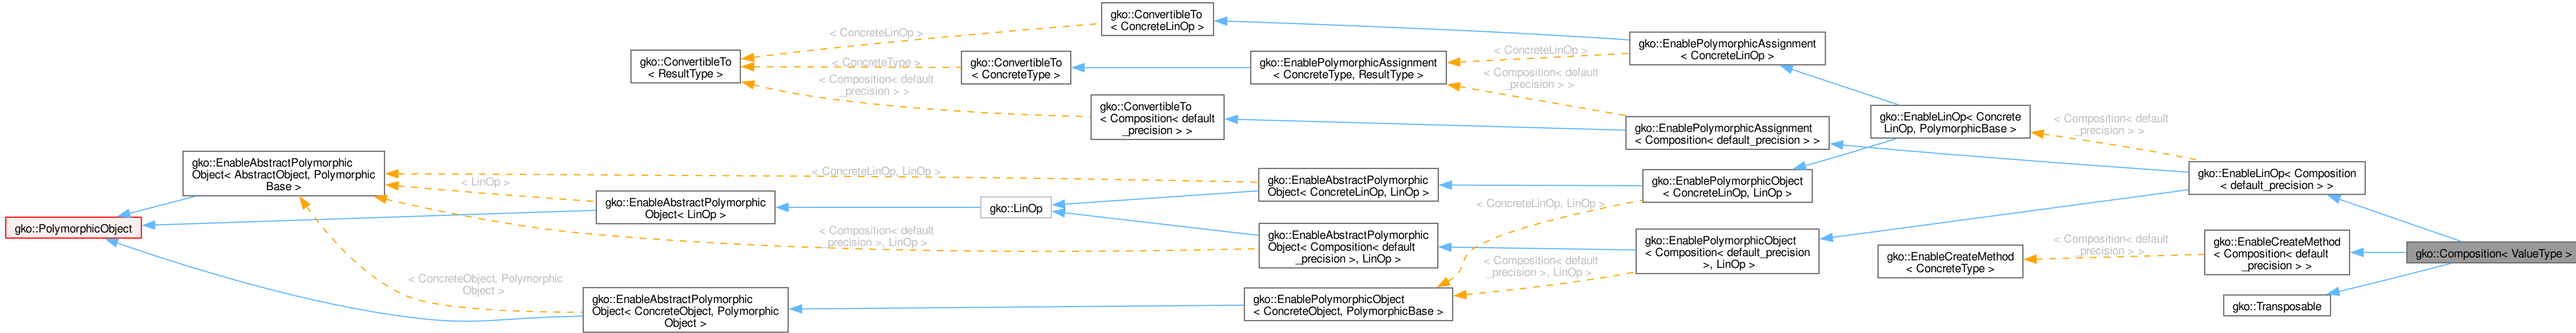 gko::ConvertibleTo
< ConcreteLinOp >
< ConcreteLinOp >
gko::EnablePolymorphicAssignment
< ConcreteLinOp >
< ConcreteLinOp >
gko::ConvertibleTo
< ResultType >
< ConcreteType >
gko::ConvertibleTo
< ConcreteType >
gko::EnablePolymorphicAssignment
< ConcreteType, ResultType >
< Composition< default
_precision > >
< Composition< default
_precision > >
gko::ConvertibleTo
< Composition< default
_precision > >
gko::EnableLinOp< Concrete
LinOp, PolymorphicBase >
< Composition< default
_precision > >
gko::EnablePolymorphicAssignment
< Composition< default_precision > >
gko::EnableAbstractPolymorphic
Object< AbstractObject, Polymorphic
Base >
< ConcreteLinOp, LinOp >
< LinOp >
gko::EnableAbstractPolymorphic
Object< ConcreteLinOp, LinOp >
gko::EnablePolymorphicObject
< ConcreteLinOp, LinOp >
gko::EnableLinOp< Composition
< default_precision > >
gko::EnableAbstractPolymorphic
Object< LinOp >
gko::LinOp
< ConcreteLinOp, LinOp >
gko::PolymorphicObject
< Composition< default
_precision >, LinOp >
gko::EnableAbstractPolymorphic
Object< Composition< default
_precision >, LinOp >
gko::EnablePolymorphicObject
< Composition< default_precision
>, LinOp >
< Composition< default
_precision >, LinOp >
gko::EnableCreateMethod
< ConcreteType >
< Composition< default
_precision > >
gko::EnableCreateMethod
< Composition< default
_precision > >
gko::Composition< ValueType >
< ConcreteObject, Polymorphic
Object >
gko::EnableAbstractPolymorphic
Object< ConcreteObject, Polymorphic
Object >
gko::EnablePolymorphicObject
< ConcreteObject, PolymorphicBase >
gko::Transposable